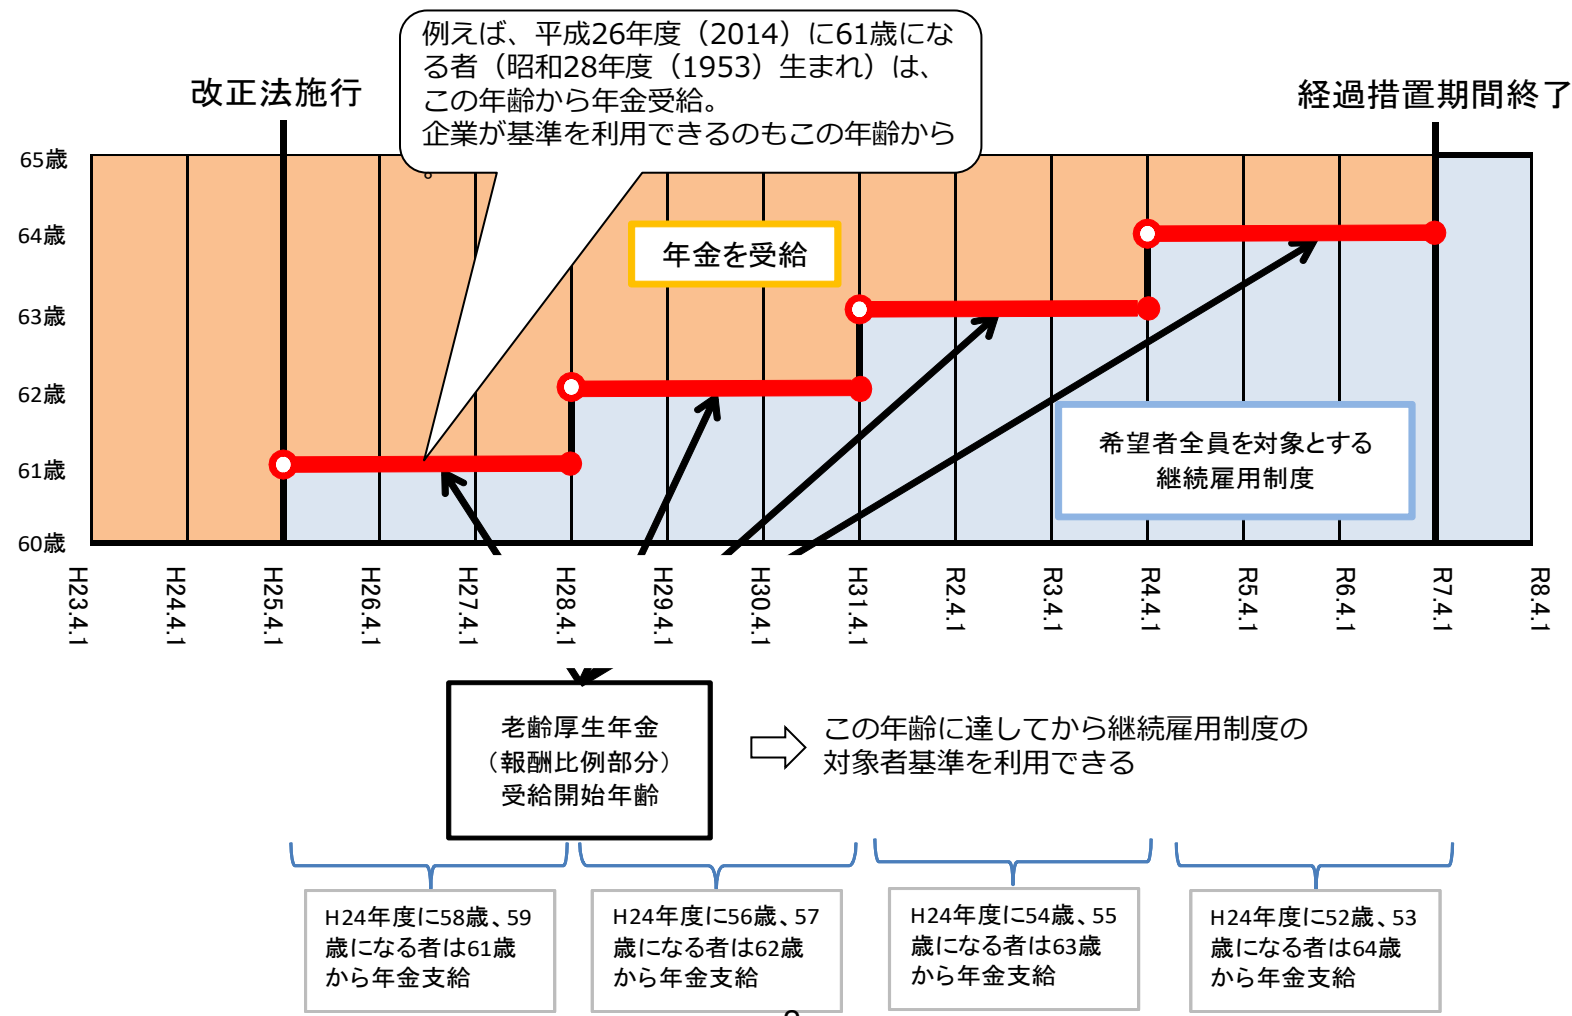 例えば、平成26年度（2014）に61歳にな
る者（昭和28年度（1953）生まれ）は、
この年齢から年金受給。
企業が基準を利用できるのもこの年齢から
。
改正法施行
経過措置期間終了
65歳
64歳
63歳
62歳
61歳
60歳
年金を受給
希望者全員を対象とする
継続雇用制度
H23.4.1
H24.4.1
H25.4.1
H26.4.1
H27.4.1
H28.4.1
H29.4.1
H30.4.1
H31.4.1
R2.4.1
R3.4.1
R4.4.1
R5.4.1
R6.4.1
R7.4.1
R8.4.1
老齢厚生年金
（報酬比例部分）
受給開始年齢
この年齢に達してから継続雇用制度の
対象者基準を利用できる
H24年度に58歳、59
歳になる者は61歳
から年金支給
H24年度に56歳、57
歳になる者は62歳
から年金支給
H24年度に54歳、55
歳になる者は63歳
から年金支給
H24年度に52歳、53
歳になる者は64歳
から年金支給